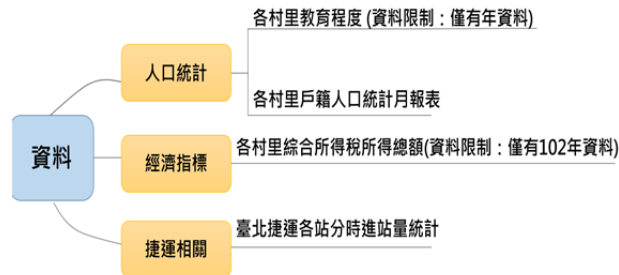 資料
人口統計
各村里教育程度 (資料限制：僅有年資料)
各村里戶籍人口統計月報表
經濟指標
各村里綜合所得稅所得總額(資料限制：僅有102年資料)
捷運相關
臺北捷運各站分時進站量統計